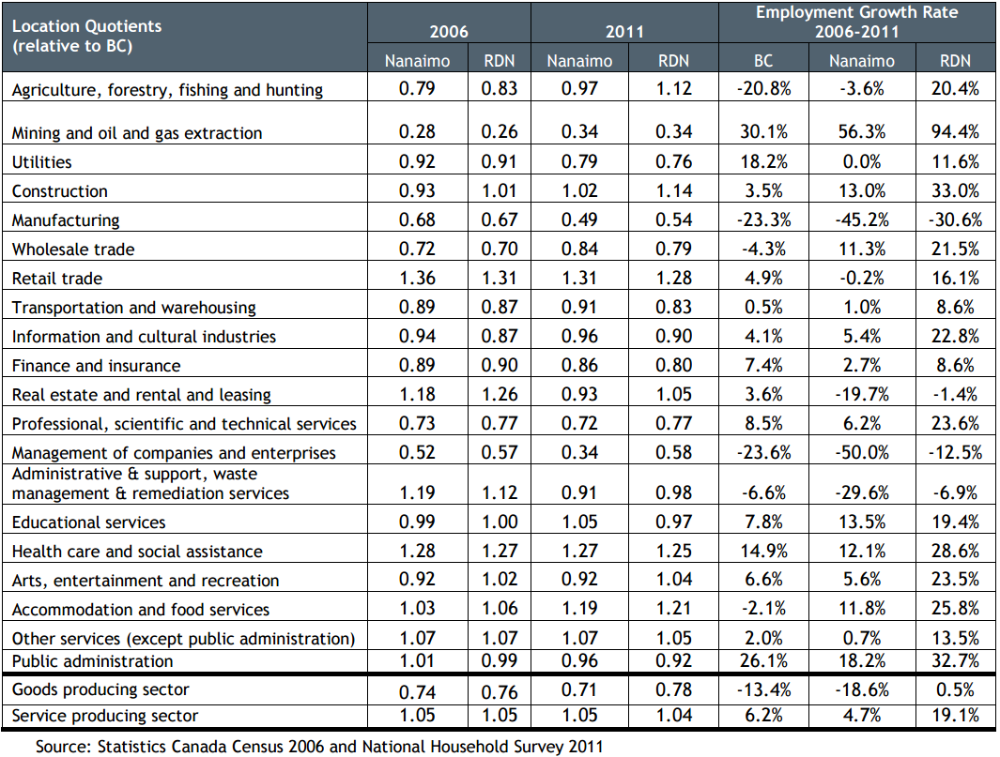 Location Quotients (relative to BC) 2006 2011 Employment Growth Rate 2006-2011
Nanaimo RDN Nanaimo RDN BC Nanaimo RDN
Agriculture, forestry, fishing and hunting 0.79 0.83 0.97 1.12 -20.8% -3.6% 20.4%
Mining and oil and gas extraction 0.28 0.26 0.34 0.34 30.1% 56.3% 94.4%
Utilities 0.92 0.91 0.79 0.76 18.2% 0.0% 11.6%
Construction 0.93 1.01 1.02 1.14 3.5% 13.0% 33.0%
Manufacturing 0.68 0.67 0.49 0.54 -23.3% -45.2% -30.6%
Wholesale trade 0.72 0.70 0.84 0.79 -4.3% 11.3% 21.5%
Retail trade 1.36 1.31 1.31 1.28 4.9% -0.2% 16.1%
Transportation and warehousing 0.89 0.87 0.91 0.83 0.5% 1.0% 8.6%
Information and cultural industries 0.94 0.87 0.96 0.90 4.1% 5.4% 22.8%
Finance and insurance 0.89 0.90 0.86 0.80 7.4% 2.7% 8.6%
Real estate and rental and leasing 1.18 1.26 0.93 1.05 3.6% -19.7% -1.4%
Professional, scientific and technical services 0.73 0.77 0.72 0.77 8.5% 6.2% 23.6%
Management of companies and enterprises 0.52 0.57 0.34 0.58 -23.6% -50.0% -12.5%
Administrative & support, waste
management & remediation services 1.19 1.12 0.91 0.98 -6.6% -29.6% -6.9%
Educational services 0.99 1.00 1.05 0.97 7.8% 13.5% 19.4%
Health care and social assistance 1.28 1.27 1.27 1.25 14.9% 12.1% 28.6%
Arts, entertainment and recreation 0.92 1.02 0.92 1.04 6.6% 5.6% 23.5%
Accommodation and food services 1.03 1.06 1.19 1.21 -2.1% 11.8% 25.8%
Other services (except public administration) 1.07 1.07 1.07 1.05 2.0% 0.7% 13.5%
Public administration 1.01 0.99 0.96 0.92 26.1% 18.2% 32.7%
Goods producing sector 0.74 0.76 0.71 0.78 -13.4% -18.6% 0.5%
Service producing sector 1.05 1.05 1.05 1.04 6.2% 4.7% 19.1%
Source: Statistics Canada Census 2006 and National Household Survey 2011